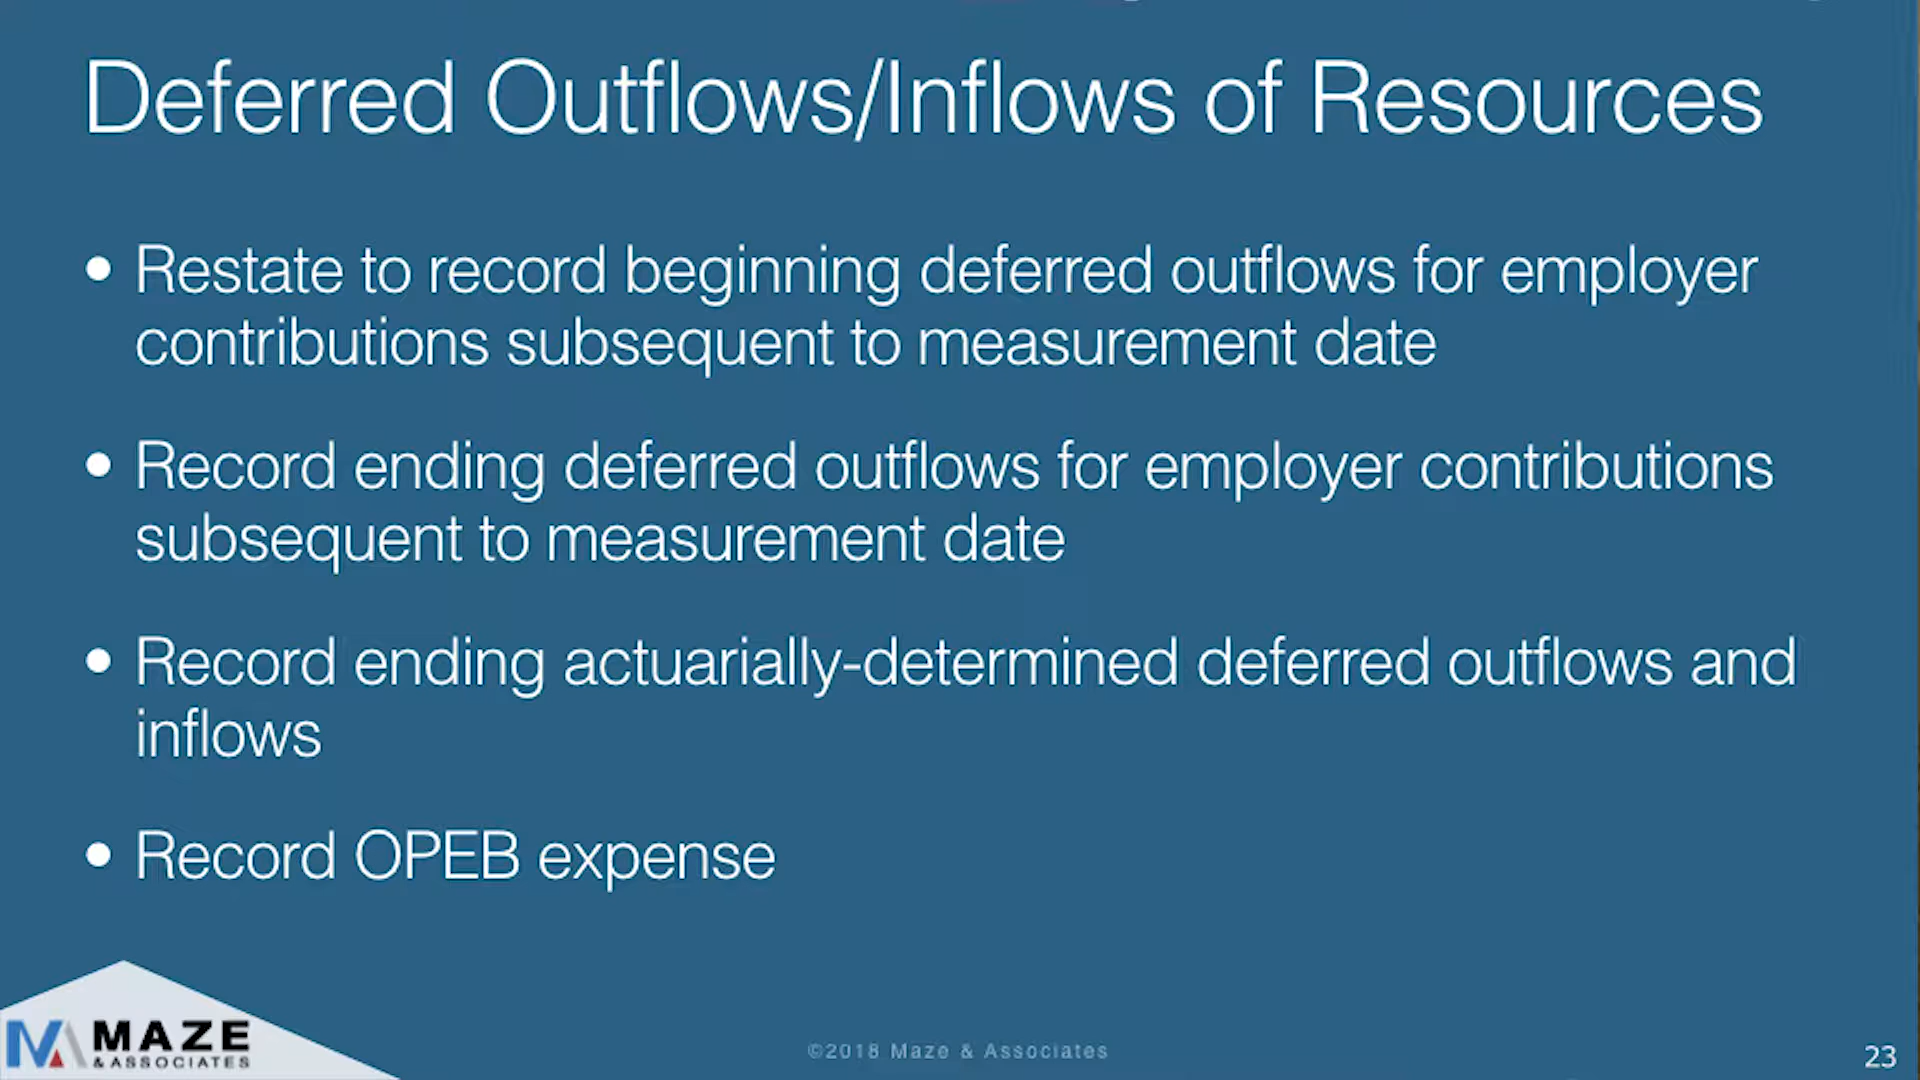 Deferred Outflows/Inflows of Resources
• Restate to record beginning deferred outflows for employer
contributions subsequent to measurement date
• Record ending deferred outflows for employer contributions
subsequent to measurement date
• Record ending actuarially-determined deferred outflows and
inflows
• Record OPEB expense
MAZE
& ASSOCIATES
©2018 Maze & Associates
23